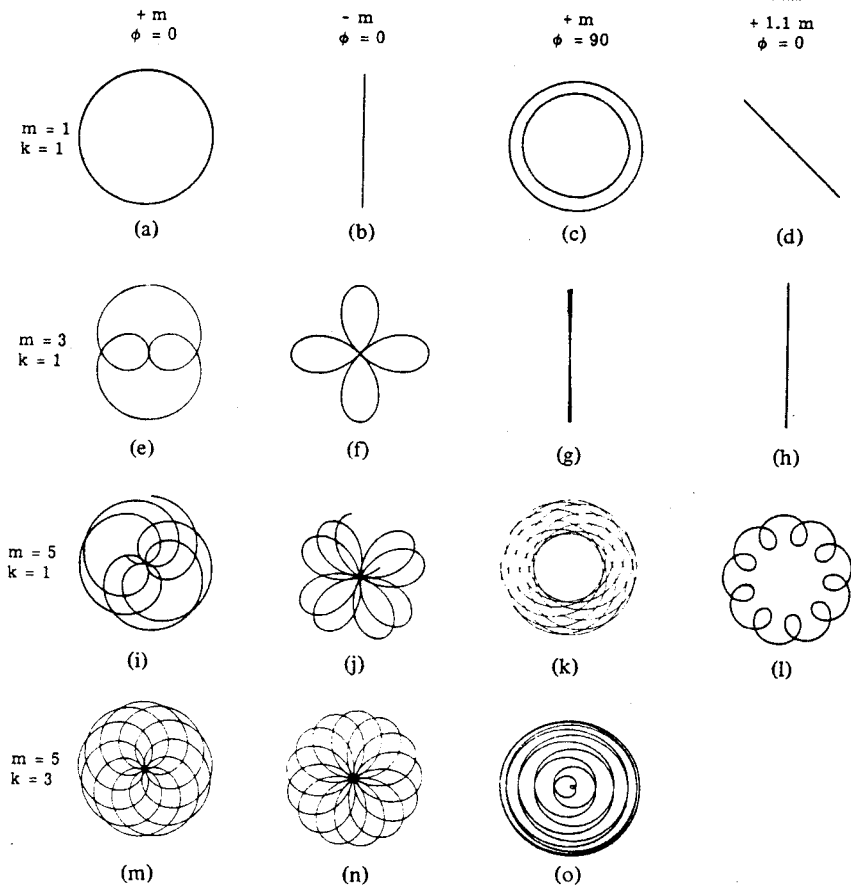 + m
φ = 0
- m
φ = 0
+ m
φ = 90
+ 1.1 m
φ = 0
m = 1
k = 1
(a)
(b)
(c)
(d)
m = 3
k = 1
(e)
(f)
(g)
(h)
m = 5
k = 1
(i)
(j)
(k)
(l)
m = 5
k = 3
(m)
(n)
(o)